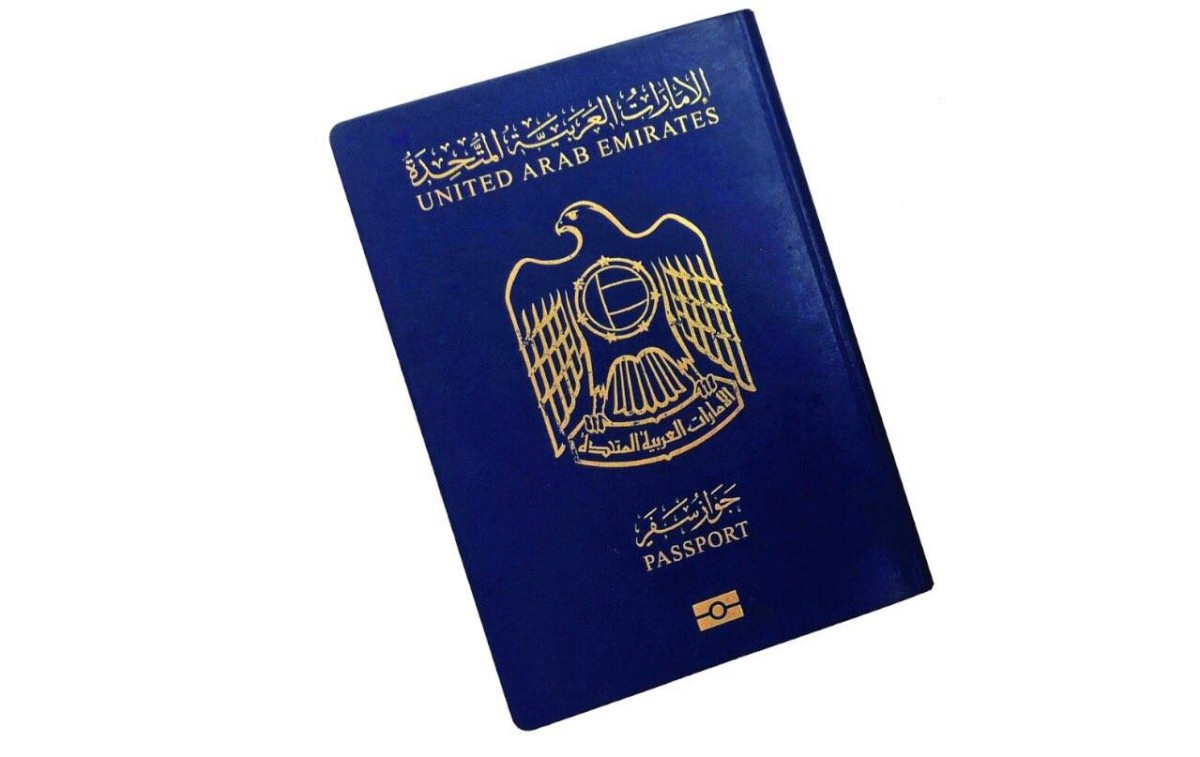 الإمارات العربية المتحدة
UNITED ARAB EMIRATES
الامارات العربية المتحدة
جواز سفر
PASSPORT